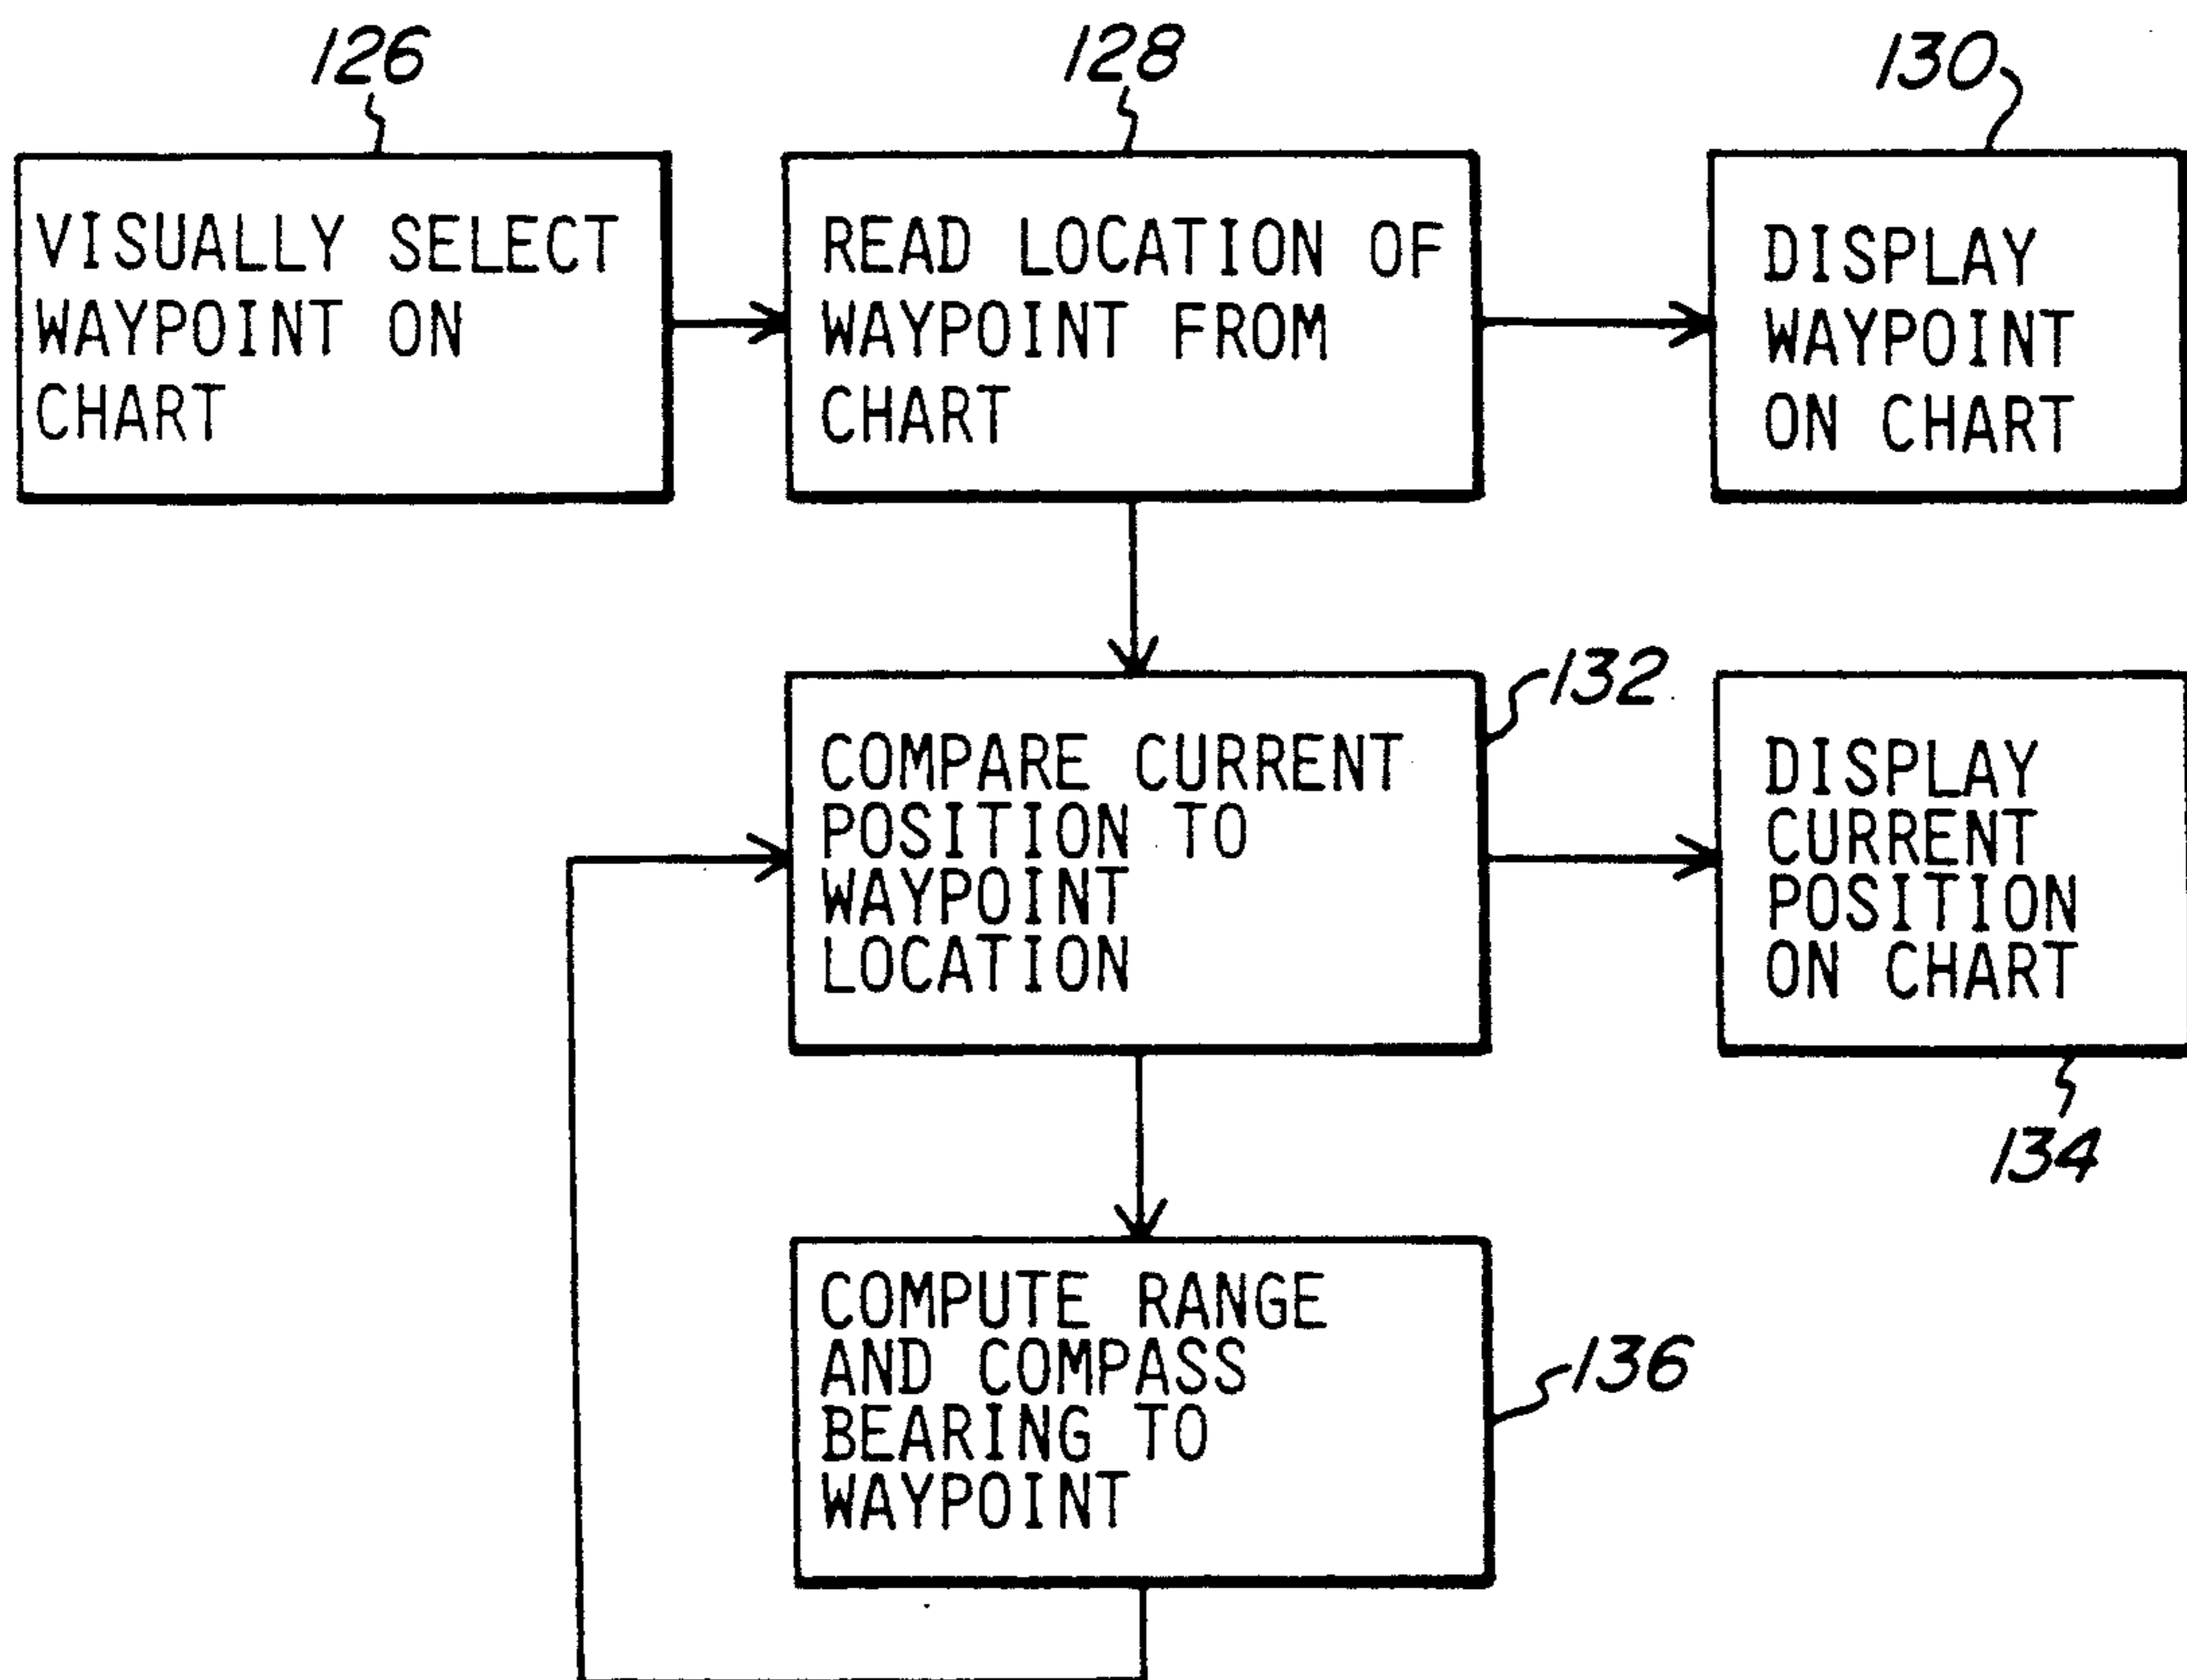 126
128
130
VISUALLY SELECT
WAYPOINT ON
CHART
READ LOCATION OF
WAYPOINT FROM
CHART
DISPLAY
WAYPOINT
ON CHART
132
COMPARE CURRENT
POSITION TO
WAYPOINT
LOCATION
DISPLAY
CURRENT
POSITION
ON CHART
134
COMPUTE RANGE
AND COMPASS
BEARING TO
WAYPOINT
136